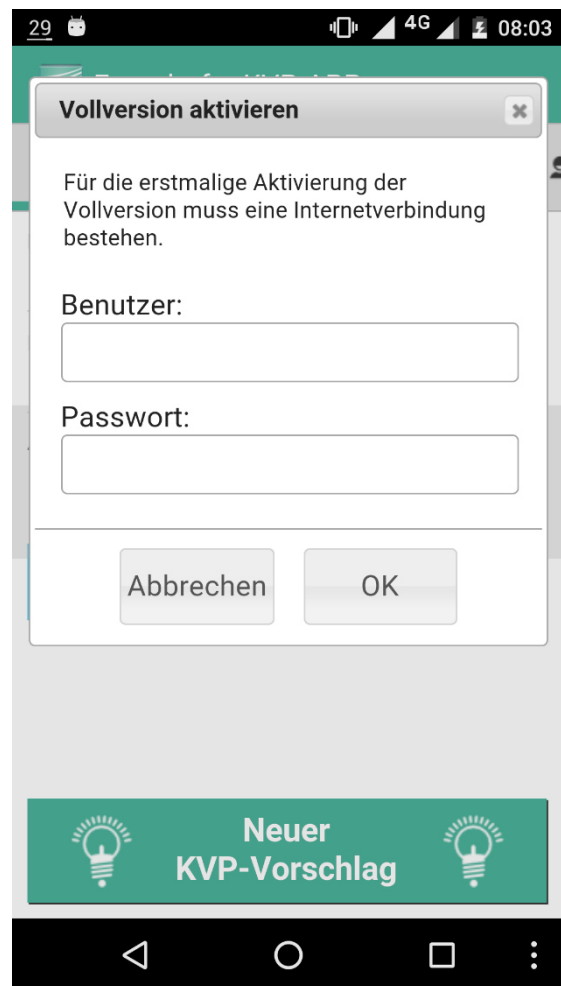 29 4G 08:03
Vollversion aktivieren
Für die erstmalige Aktivierung der
Vollversion muss eine Internetverbindung
bestehen.
Benutzer:
Passwort:
Abbrechen OK
Neuer
KVP-Vorschlag